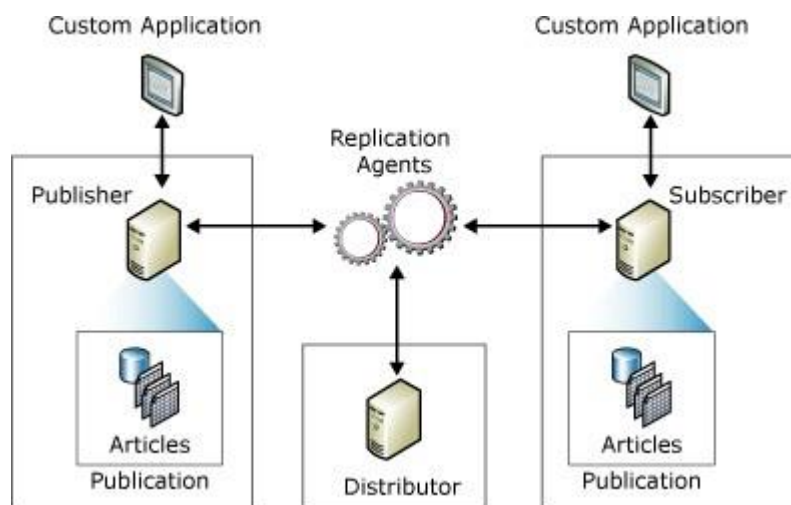 Custom Application
Custom Application
Replication
Agents
Publisher
Subscriber
Articles
Publication
Distributor
Articles
Publication